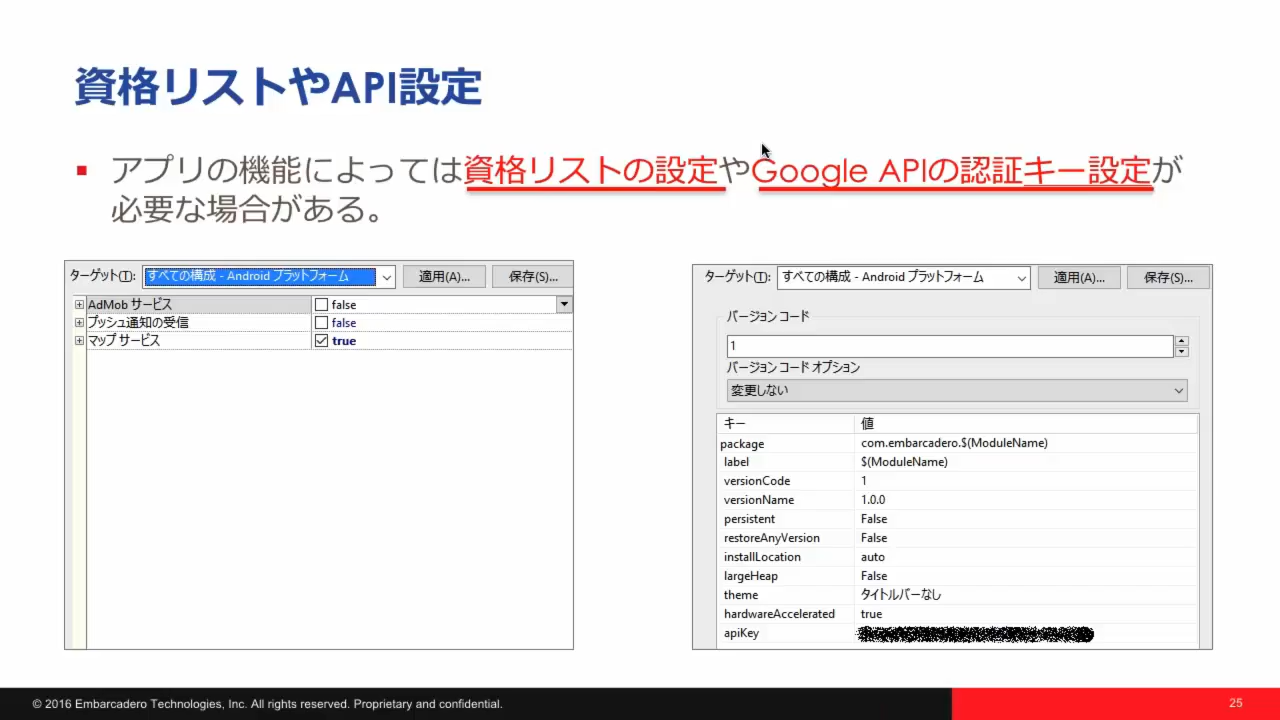 資格リストやAPI設定
アプリの機能によっては資格リストの設定やGoogle APIの認証キー設定が
必要な場合がある。
ターゲット(T): すべての構成 - Android プラットフォーム 適用(A)... 保存(S)...
AdMob サービス false
プッシュ通知の受信 false
マップ サービス true
ターゲット(T): すべての構成 - Android プラットフォーム 適用(A)... 保存(S)...
バージョン コード
1
バージョン コード オプション
変更しない
キー 値
package com.embarcadero.$(ModuleName)
label $(ModuleName)
versionCode 1
versionName 1.0.0
persistent False
restoreAnyVersion False
installLocation auto
largeHeap False
theme タイトルバーなし
hardwareAccelerated true
apiKey
© 2016 Embarcadero Technologies, Inc. All rights reserved. Proprietary and confidential.
25